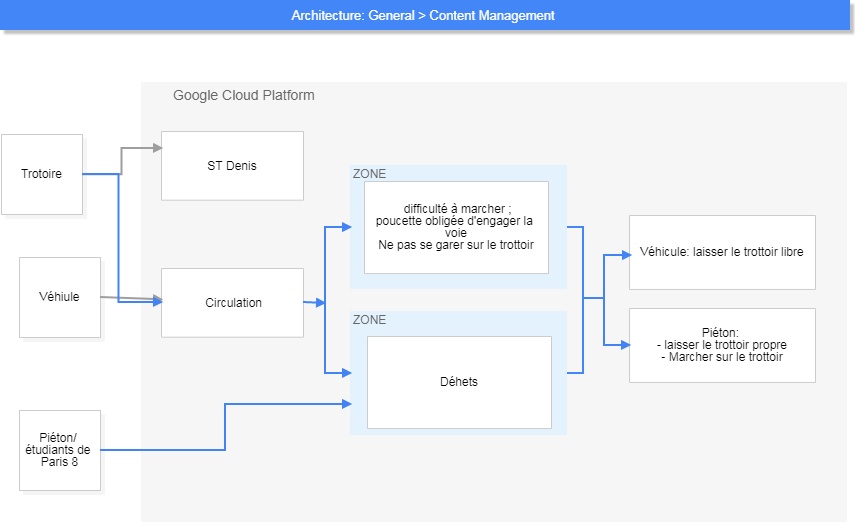 Architecture: General > Content Management
Google Cloud Platform
Trotoire
ST Denis
ZONE
difficulté à marcher ;
poucette obligée d'engager la
voie
Ne pas se garer sur le trottoir
Véhicule: laisser le trottoir libre
Véhiule
Circulation
ZONE
Piéton:
- laisser le trottoir propre
- Marcher sur le trottoir
Déhets
Piéton/
étudiants de
Paris 8